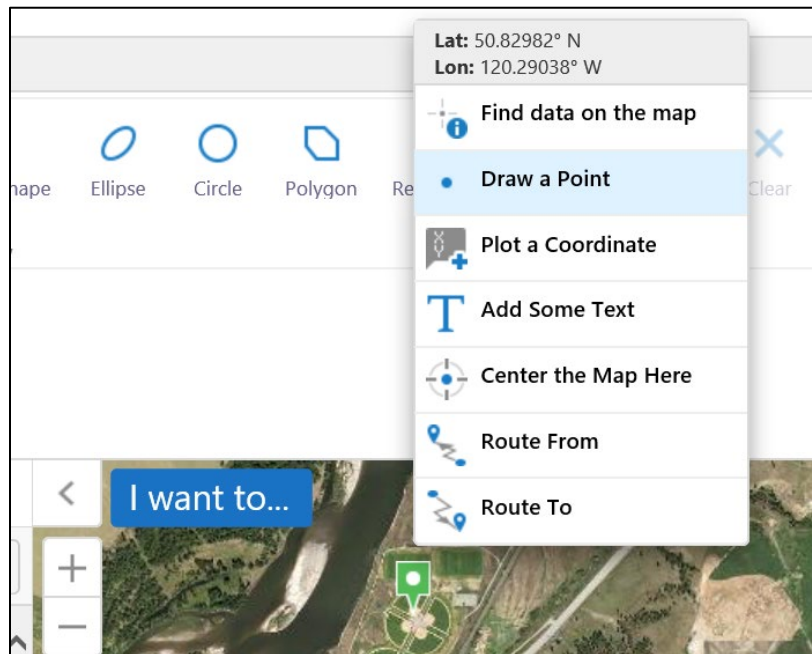 Lat: 50.82982° N
Lon: 120.29038° W
Find data on the map
hape
Ellipse
Circle
Polygon
Re
Clear
Draw a Point
Plot a Coordinate
Add Some Text
Center the Map Here
Route From
Route To
I want to...